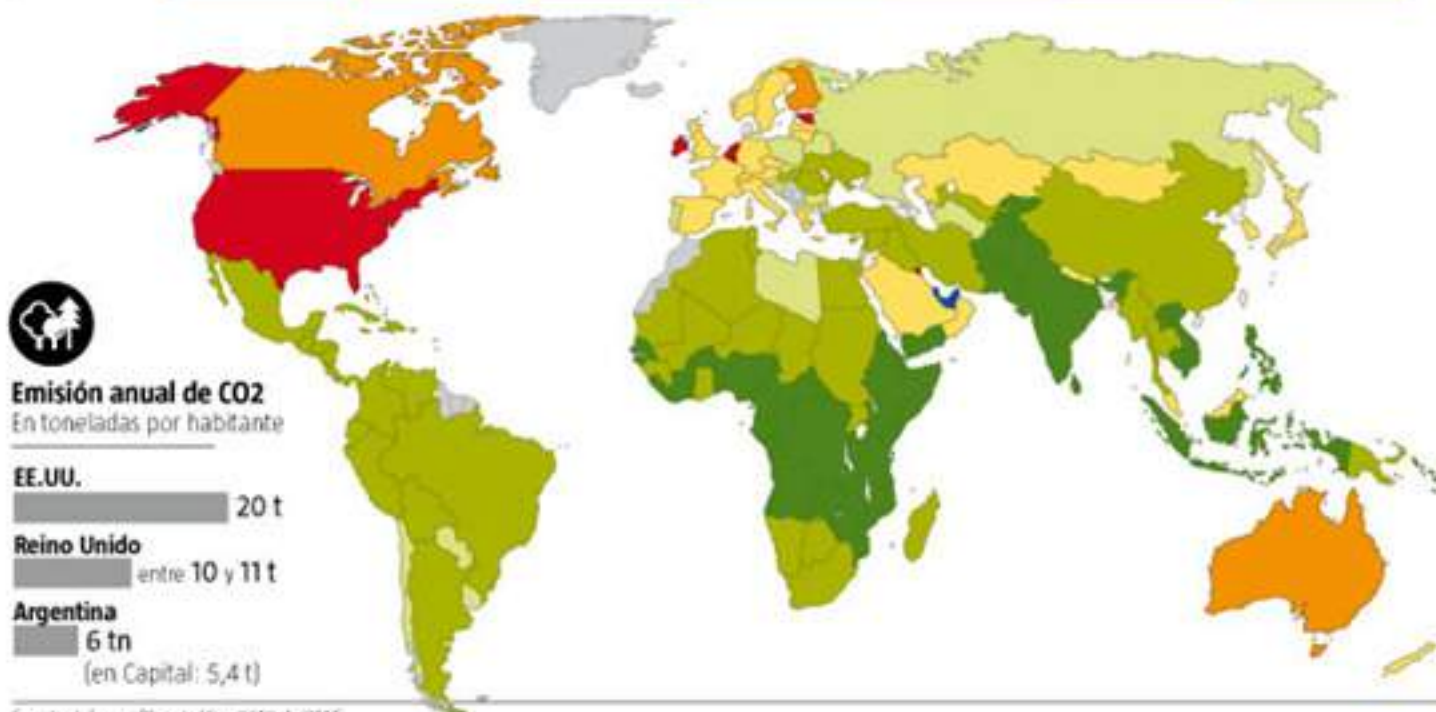 Emisión anual de CO2
En toneladas por habitante
EE.UU.
20 t
Reino Unido
entre 10 y 11 t
Argentina
6 tn
(en Capital: 5,4 t)